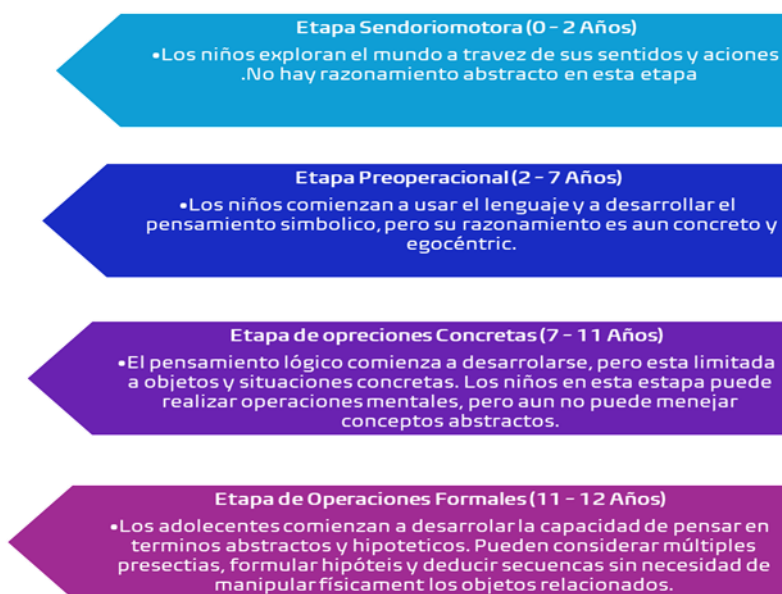 Etapa Sendoriomotora (0 - 2 Años)
•Los niños exploran el mundo a travez de sus sentidos y aciones
.No hay razonamiento abstracto en esta etapa
Etapa Preoperacional (2 - 7 Años)
•Los niños comienzan a usar el lenguaje y a desarrollar el
pensamiento simbolico, pero su razonamiento es aun concreto y
egocéntric.
Etapa de opreciones Concretas (7 - 11 Años)
•El pensamiento lógico comienza a desarrolarse, pero esta limitada
a objetos y situaciones concretas. Los niños en esta estapa puede
realizar operaciones mentales, pero aun no puede menejar
conceptos abstractos.
Etapa de Operaciones Formales (11 - 12 Años)
•Los adolecentes comienzan a desarrolar la capacidad de pensar en
terminos abstractos y hipoteticos. Pueden considerar múltiples
presectias, formular hipóteis y deducir secuencas sin necesidad de
manipular físicament los objetos relacionados.